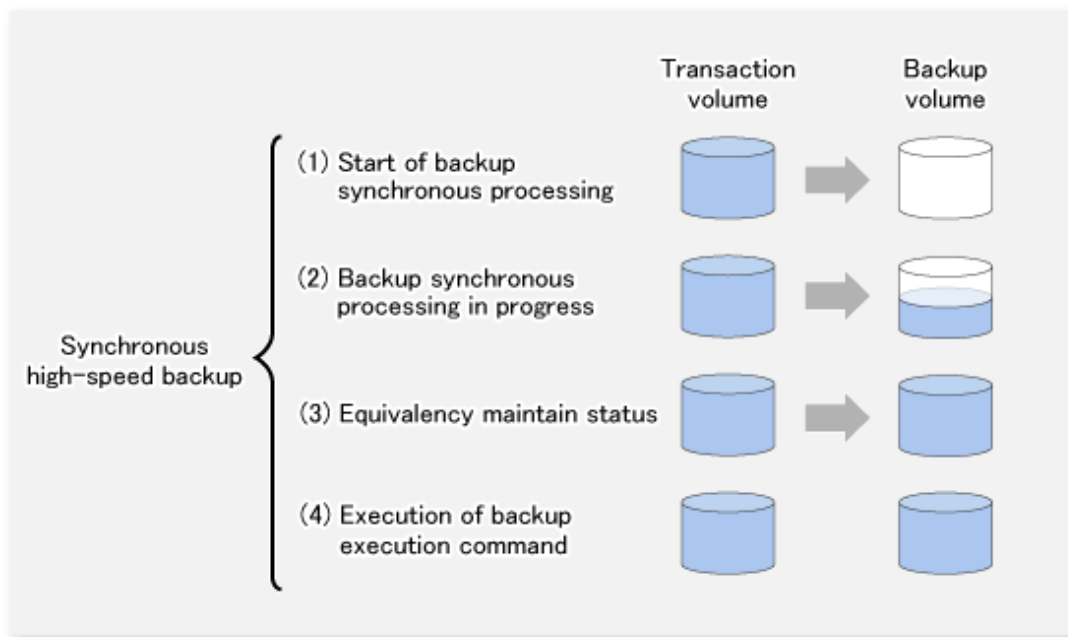 Transaction volume
Backup volume
(1) Start of backup
synchronous processing
(2) Backup synchronous
processing in progress
Synchronous
high-speed backup
(3) Equivalency maintain status
(4) Execution of backup
execution command